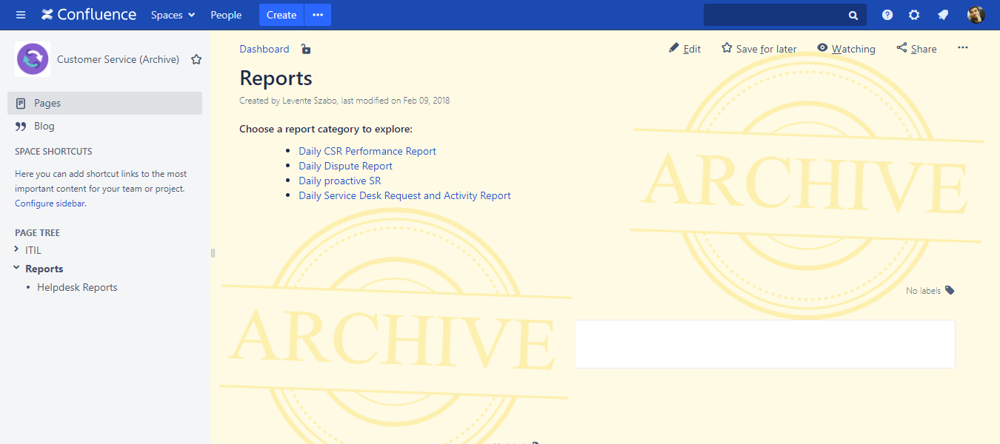 Confluence Spaces People Create
Customer Service (Archive)
Pages
Blog
SPACE SHORTCUTS
Here you can add shortcut links to the most
important content for your team or project.
Configure sidebar.
PAGE TREE
ITIL
Reports
Helpdesk Reports
Dashboard
Edit Save for later Watching Share
Reports
Created by Levente Szabo, last modified on Feb 09, 2018
Choose a report category to explore:
Daily CSR Performance Report
Daily Dispute Report
Daily proactive SR
Daily Service Desk Request and Activity Report
ARCHIVE
No labels
ARCHIVE